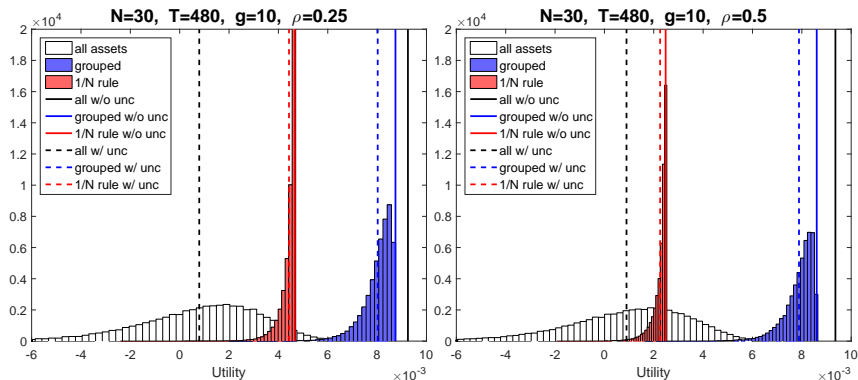 N=30, T=480, g=10, ρ=0.25
×10⁴
2
1.8
1.6
1.4
1.2
1
0.8
0.6
0.4
0.2
0
all assets
grouped
1/N rule
all w/o unc
grouped w/o unc
1/N rule w/o unc
all w/ unc
grouped w/ unc
1/N rule w/ unc
-6 -4 -2 0 2 4 6 8 10
Utility
×10⁻³
N=30, T=480, g=10, ρ=0.5
×10⁴
2
1.8
1.6
1.4
1.2
1
0.8
0.6
0.4
0.2
0
all assets
grouped
1/N rule
all w/o unc
grouped w/o unc
1/N rule w/o unc
all w/ unc
grouped w/ unc
1/N rule w/ unc
-6 -4 -2 0 2 4 6 8 10
Utility
×10⁻³